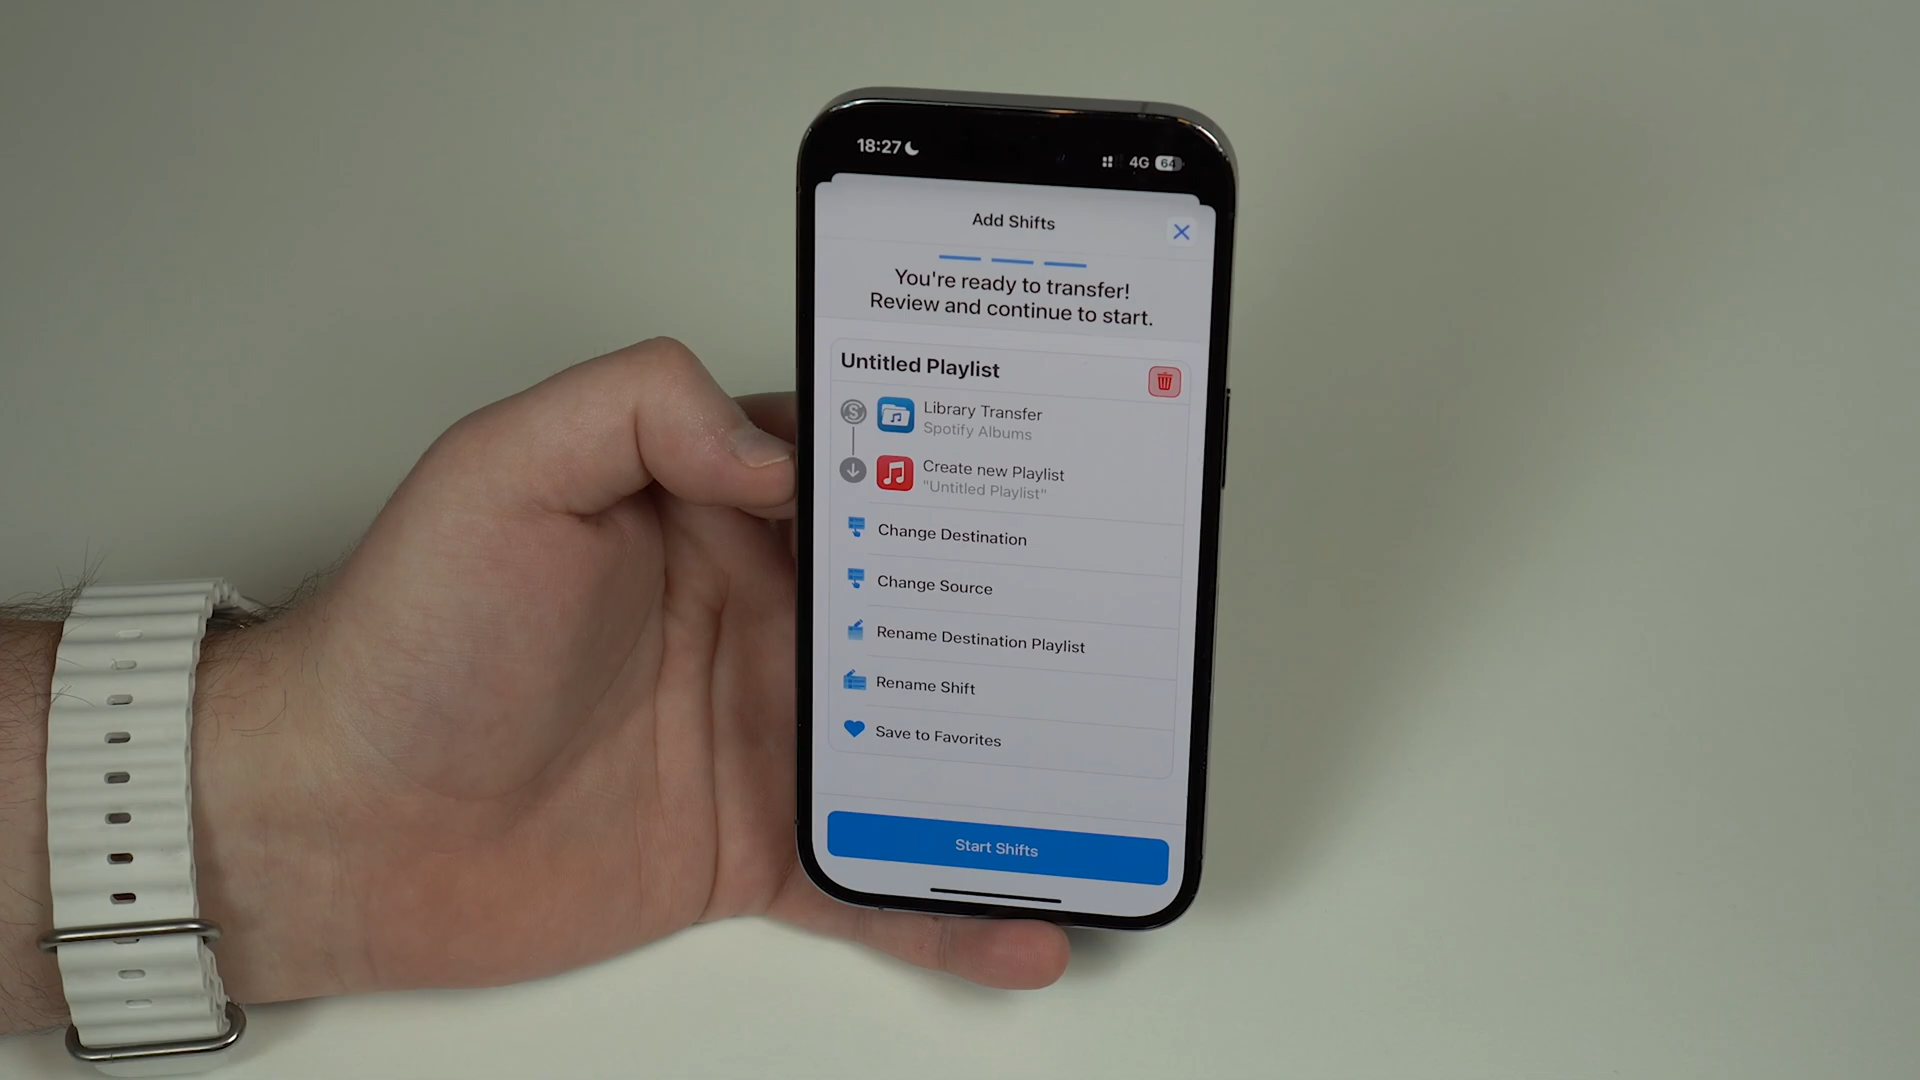 18:27
4G 64
Add Shifts
You're ready to transfer!
Review and continue to start.
Untitled Playlist
Library Transfer
Spotify Albums
Create new Playlist
"Untitled Playlist"
Change Destination
Change Source
Rename Destination Playlist
Rename Shift
Save to Favorites
Start Shifts